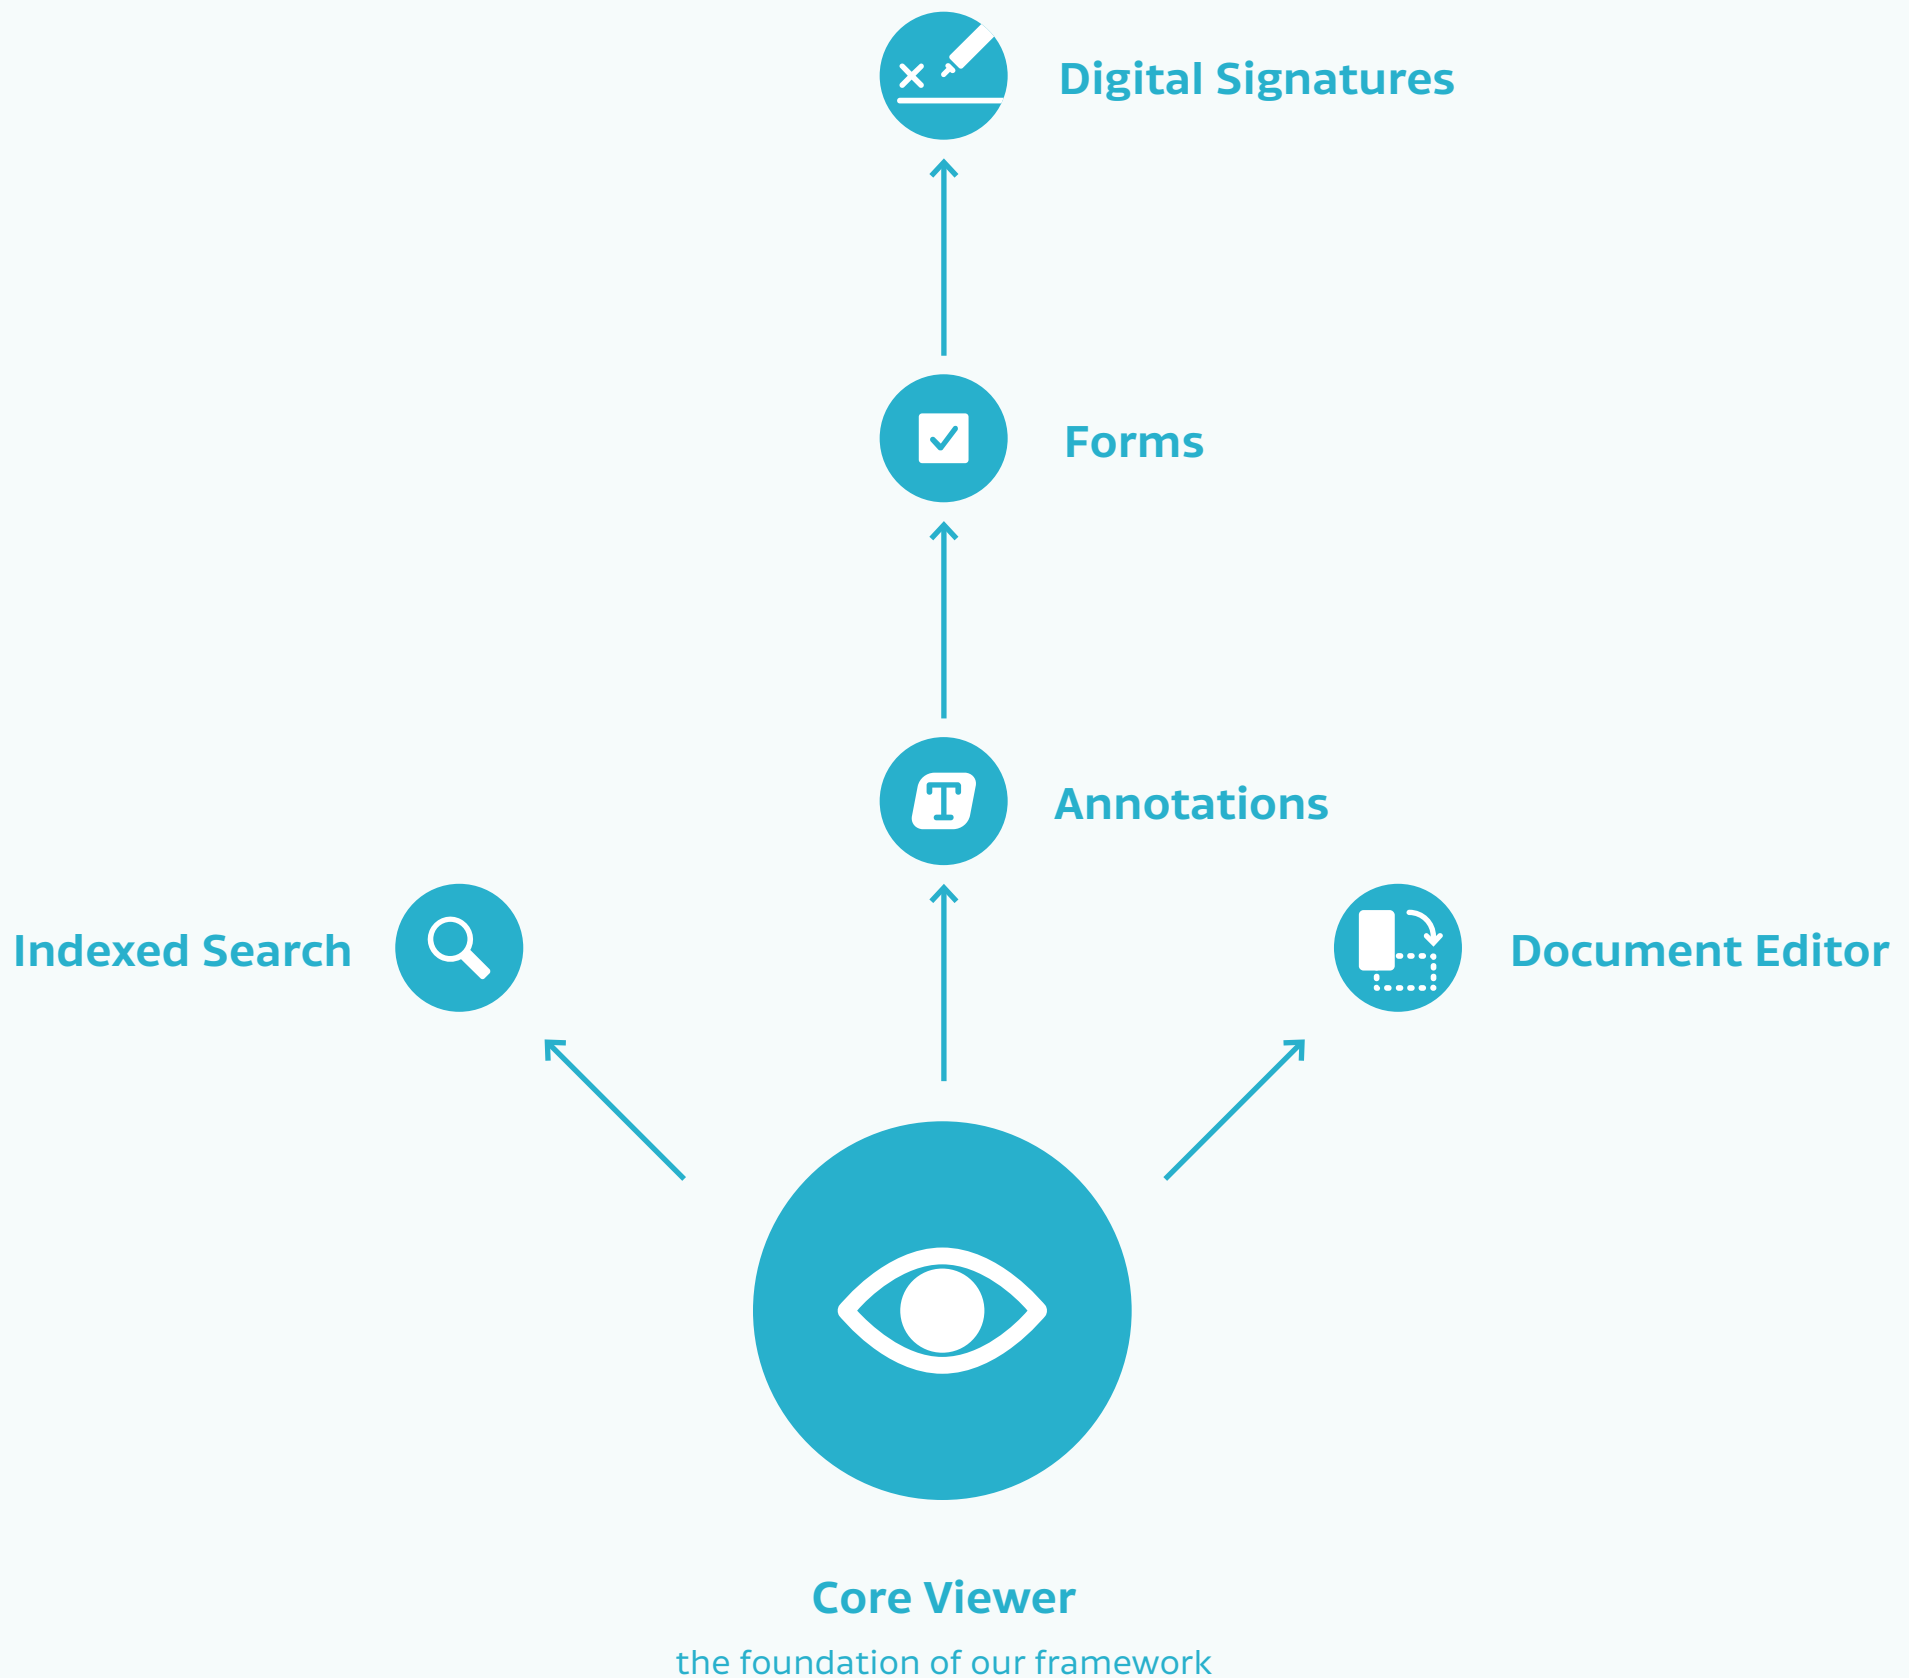 Digital Signatures
Forms
Annotations
Indexed Search
Document Editor
Core Viewer
the foundation of our framework